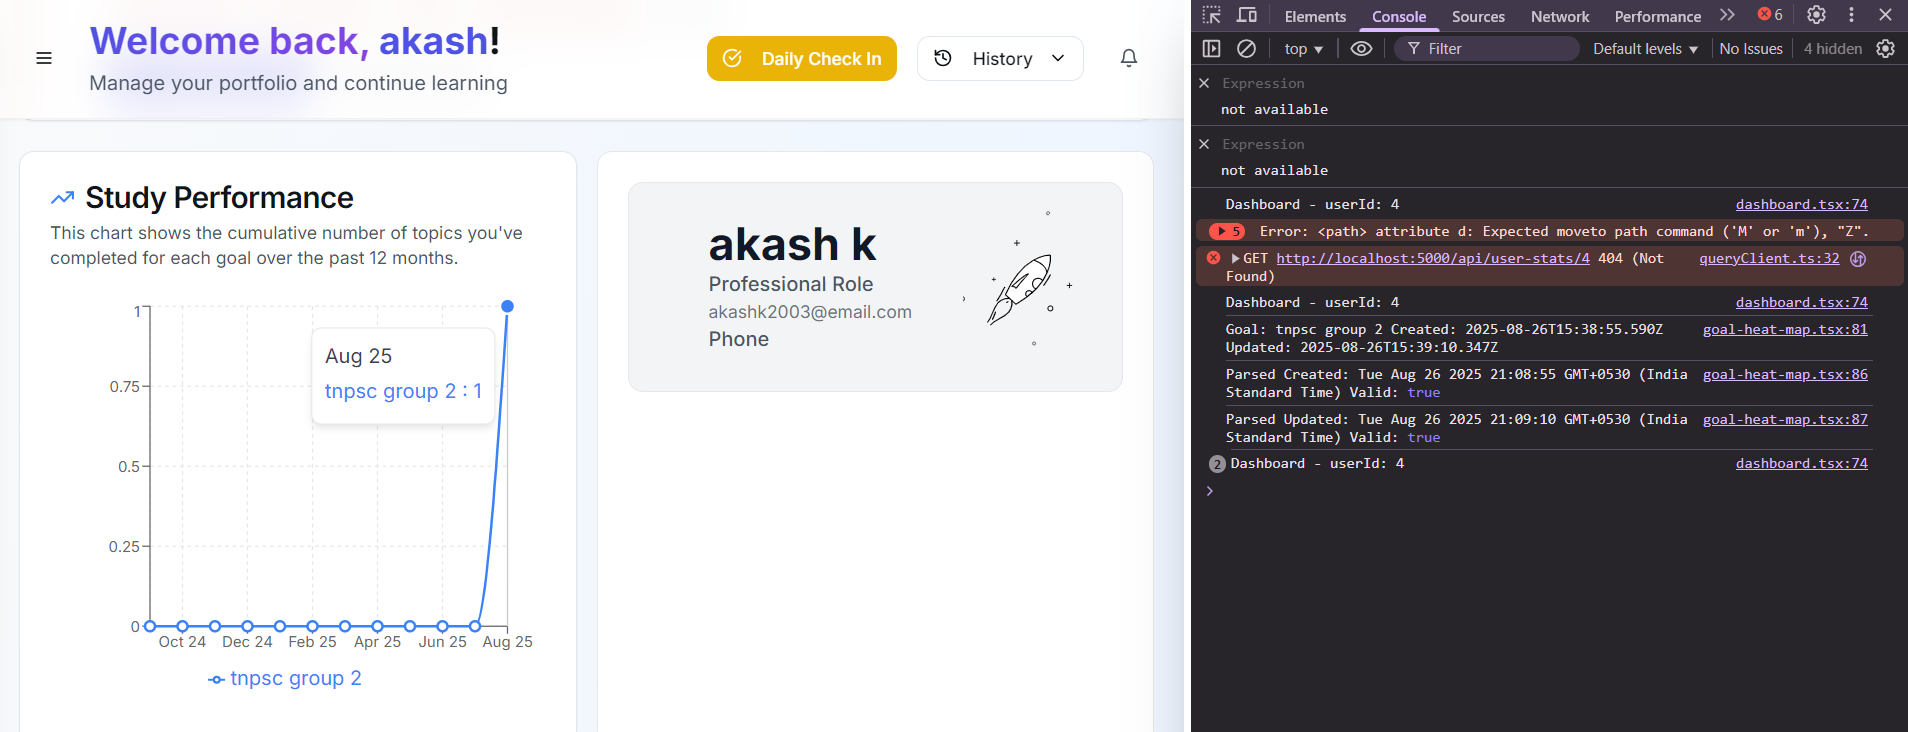 Welcome back, akash!
Manage your portfolio and continue learning
Daily Check In
History
Study Performance
This chart shows the cumulative number of topics you've
completed for each goal over the past 12 months.
1
0.75
0.5
0.25
0
Aug 25
tnpsc group 2 : 1
Oct 24
Dec 24
Feb 25
Apr 25
Jun 25
Aug 25
tnpsc group 2
akash k
Professional Role
akashk2003@email.com
Phone
Elements
Console
Sources
Network
Performance
6
top
Filter
Default levels
No Issues
4 hidden
Expression
not available
Expression
not available
Dashboard - userId: 4 dashboard.tsx:74
5 Error: <path> attribute d: Expected moveto path command ('M' or 'm'), "Z".
GET http://localhost:5000/api/user-stats/4 404 (Not queryClient.ts:32
Found)
Dashboard - userId: 4 dashboard.tsx:74
Goal: tnpsc group 2 Created: 2025-08-26T15:38:55.590Z goal-heat-map.tsx:81
Updated: 2025-08-26T15:39:10.347Z
Parsed Created: Tue Aug 26 2025 21:08:55 GMT+0530 (India goal-heat-map.tsx:86
Standard Time) Valid: true
Parsed Updated: Tue Aug 26 2025 21:09:10 GMT+0530 (India goal-heat-map.tsx:87
Standard Time) Valid: true
2 Dashboard - userId: 4 dashboard.tsx:74